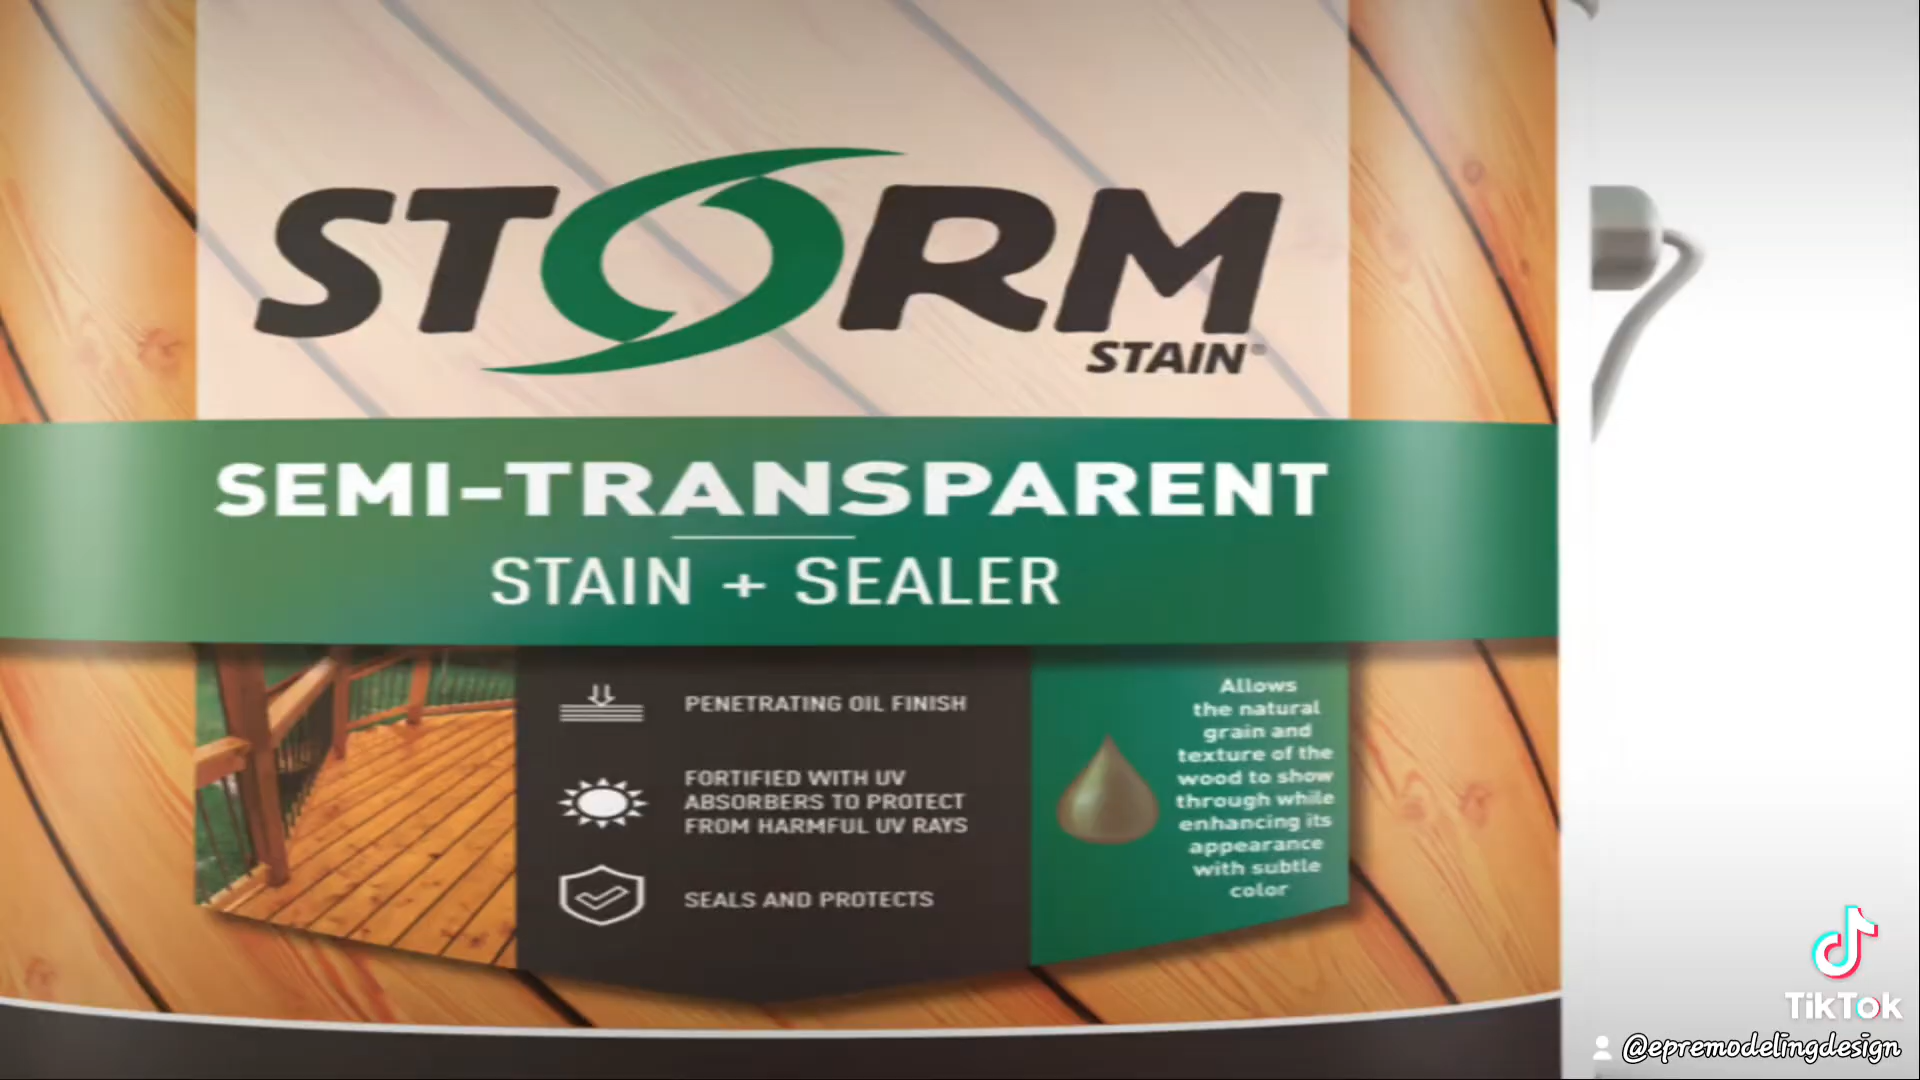 STORM
STAIN®
SEMI-TRANSPARENT
STAIN + SEALER
PENETRATING OIL FINISH
FORTIFIED WITH UV
ABSORBERS TO PROTECT
FROM HARMFUL UV RAYS
SEALS AND PROTECTS
Allows
the natural
grain and
texture of the
wood to show
through while
enhancing its
appearance
with subtle
color
TikTok
@epremodelingdesign